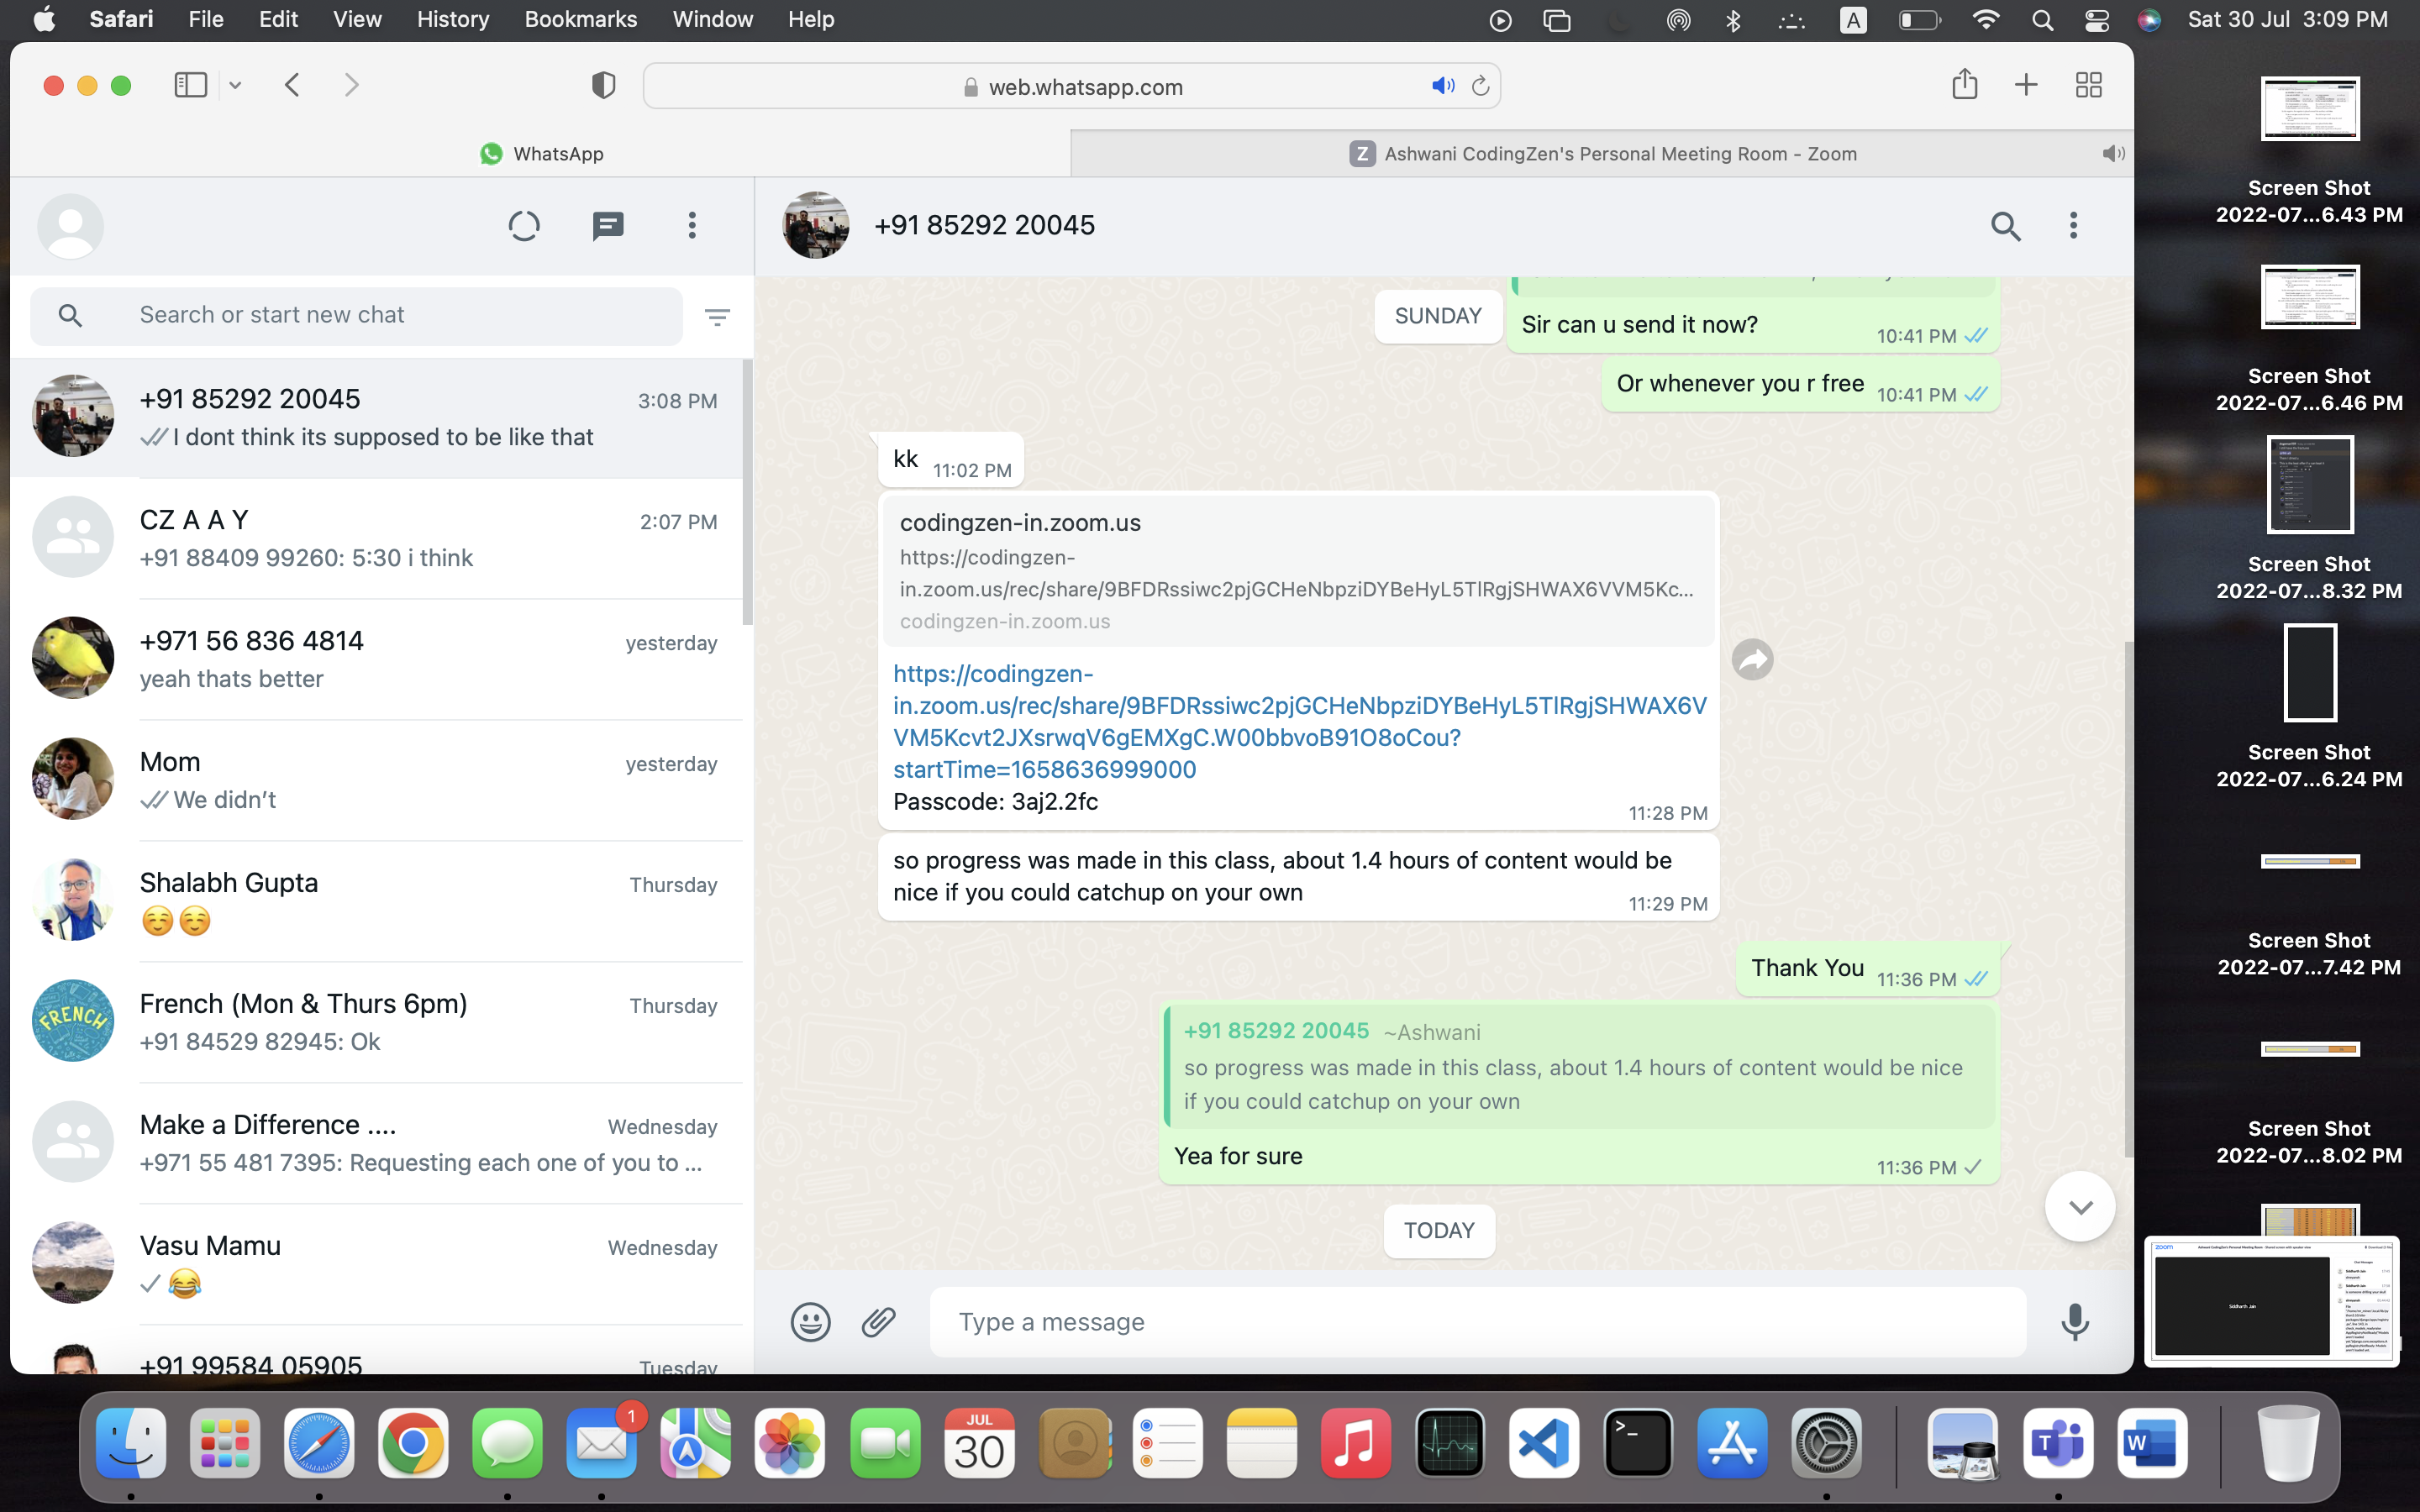 Safari File Edit View History Bookmarks Window Help
A
Sat 30 Jul 3:09 PM
web.whatsapp.com
WhatsApp
Z Ashwani CodingZen's Personal Meeting Room - Zoom
Search or start new chat
+91 85292 20045 3:08 PM
I dont think its supposed to be like that
CZ A A Y 2:07 PM
+91 88409 99260: 5:30 i think
+971 56 836 4814 yesterday
yeah thats better
Mom yesterday
We didn't
Shalabh Gupta Thursday
☺️☺️
FRENCH
French (Mon & Thurs 6pm) Thursday
+91 84529 82945: Ok
Make a Difference .... Wednesday
+971 55 481 7395: Requesting each one of you to ...
Vasu Mamu Wednesday
😂
+91 99584 05905 Tuesday
+91 85292 20045
SUNDAY
Sir can u send it now? 10:41 PM
Or whenever you r free 10:41 PM
kk 11:02 PM
codingzen-in.zoom.us
https://codingzen-
in.zoom.us/rec/share/9BFDRssiwc2pjGCHeNbpziDYBeHyL5TlRgjSHWAX6VVM5Kc...
codingzen-in.zoom.us
https://codingzen-
in.zoom.us/rec/share/9BFDRssiwc2pjGCHeNbpziDYBeHyL5TlRgjSHWAX6V
VM5Kcvt2JXsrwqV6gEMXgC.W00bbvoB91O8oCou?
startTime=1658636999000
Passcode: 3aj2.2fc
11:28 PM
so progress was made in this class, about 1.4 hours of content would be
nice if you could catchup on your own
11:29 PM
Thank You 11:36 PM
+91 85292 20045 ~Ashwani
so progress was made in this class, about 1.4 hours of content would be nice
if you could catchup on your own
Yea for sure
11:36 PM
TODAY
Type a message
Screen Shot
2022-07...6.43 PM
Screen Shot
2022-07...6.46 PM
Screen Shot
2022-07...8.32 PM
Screen Shot
2022-07...6.24 PM
Screen Shot
2022-07...7.42 PM
Screen Shot
2022-07...8.02 PM
zoom
Siddharth Jain
1
JUL
30
>_
T
W